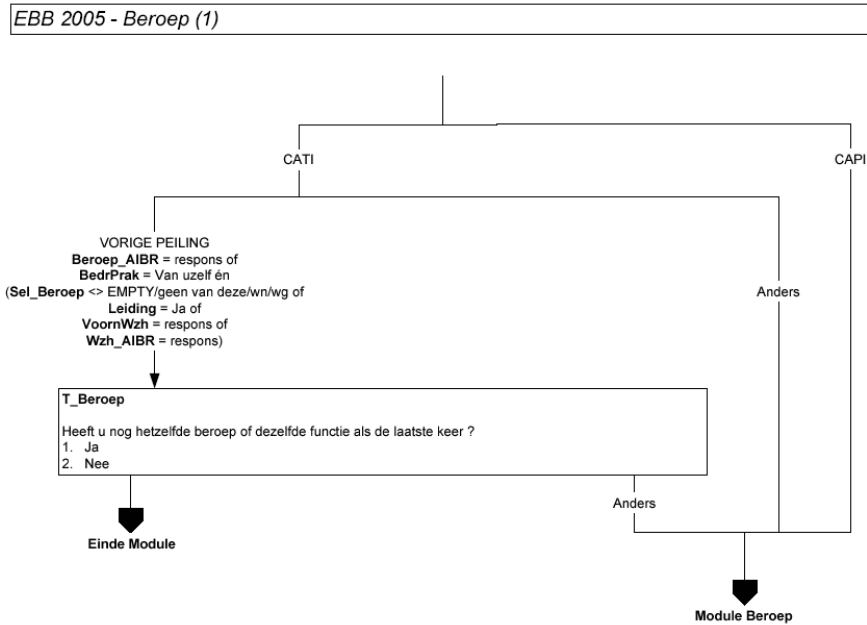 EBB 2005 - Beroep (1)
CATI
CAPI
VORIGE PEILING
Beroep_AIBR = respons of
BedrPrak = Van uzelf én
(Sel_Beroep <> EMPTY/geen van deze/wn/wg of
Leiding = Ja of
VoornWzh = respons of
Wzh_AIBR = respons)
Anders
T_Beroep
Heeft u nog hetzelfde beroep of dezelfde functie als de laatste keer ?
1. Ja
2. Nee
Anders
Einde Module
Module Beroep